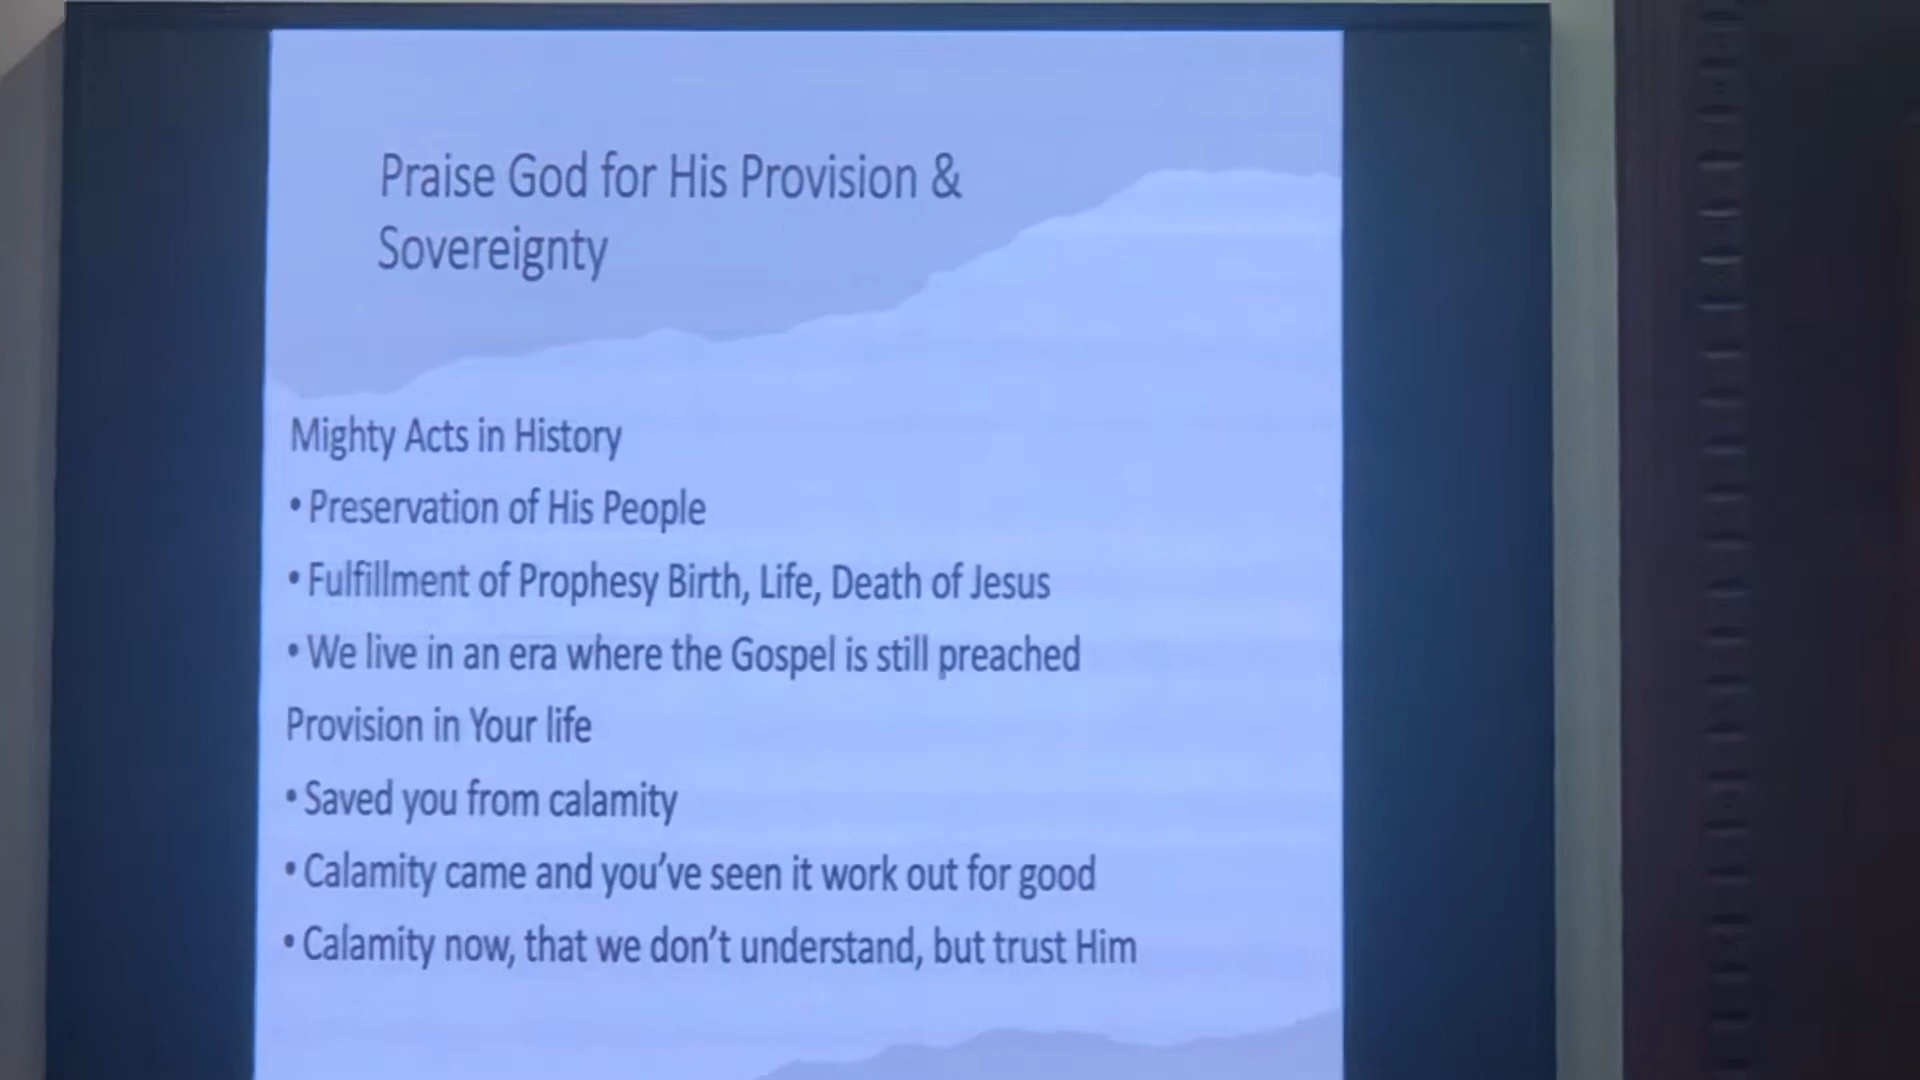 Praise God for His Provision &
Sovereignty
Mighty Acts in History
• Preservation of His People
• Fulfillment of Prophesy Birth, Life, Death of Jesus
• We live in an era where the Gospel is still preached
Provision in Your life
• Saved you from calamity
• Calamity came and you've seen it work out for good
• Calamity now, that we don't understand, but trust Him